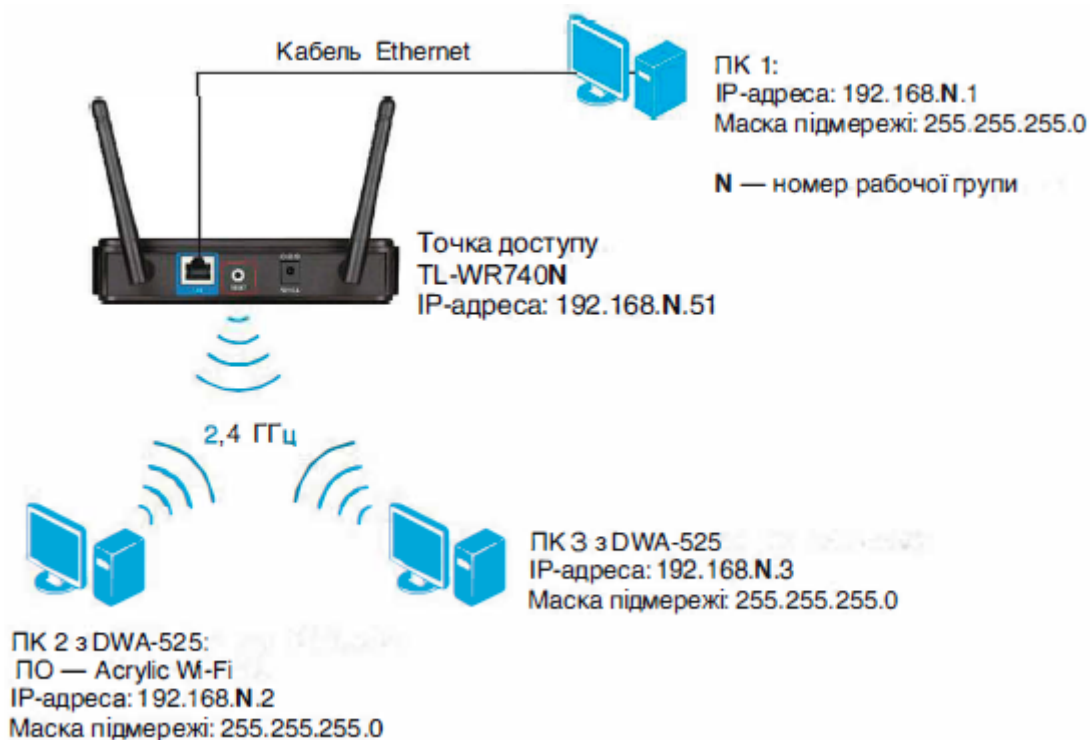 Кабель Ethernet
ПК 1:
IP-адреса: 192.168.N.1
Маска підмережі: 255.255.255.0
N — номер рабочої групи
Точка доступу
TL-WR740N
IP-адреса: 192.168.N.51
2,4 ГГц
ПК 3 з DWA-525
IP-адреса: 192.168.N.3
Маска підмережі: 255.255.255.0
ПК 2 з DWA-525:
ПО — Acrylic Wi-Fi
IP-адреса: 192.168.N.2
Маска підмережі: 255.255.255.0